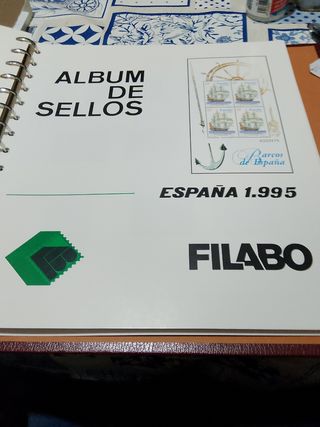 ALBUM
DE
SELLOS
Barcos
de España
ESPAÑA 1.995
FILABO